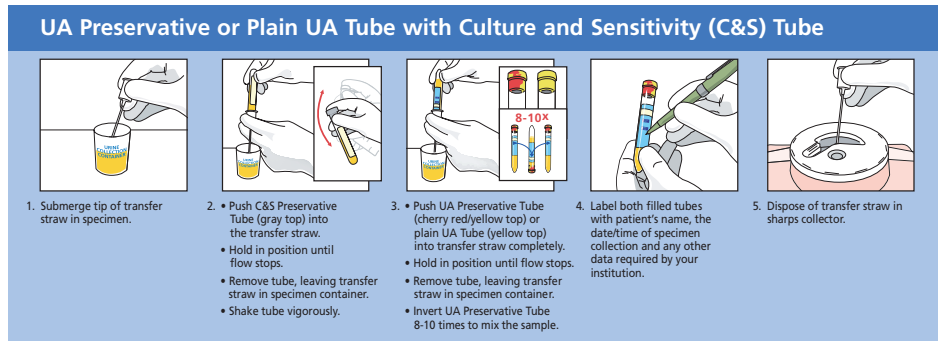 UA Preservative or Plain UA Tube with Culture and Sensitivity (C&S) Tube
URINE
COLLECTION
CONTAINER
URINE
COLLECTION
CONTAINER
URINE
COLLECTION
CONTAINER
8-10x
1. Submerge tip of transfer
straw in specimen.
2. • Push C&S Preservative
Tube (gray top) into
the transfer straw.
• Hold in position until
flow stops.
• Remove tube, leaving transfer
straw in specimen container.
• Shake tube vigorously.
3. • Push UA Preservative Tube
(cherry red/yellow top) or
plain UA Tube (yellow top)
into transfer straw completely.
• Hold in position until flow stops.
• Remove tube, leaving transfer
straw in specimen container.
• Invert UA Preservative Tube
8-10 times to mix the sample.
4. Label both filled tubes
with patient's name, the
date/time of specimen
collection and any other
data required by your
institution.
5. Dispose of transfer straw in
sharps collector.